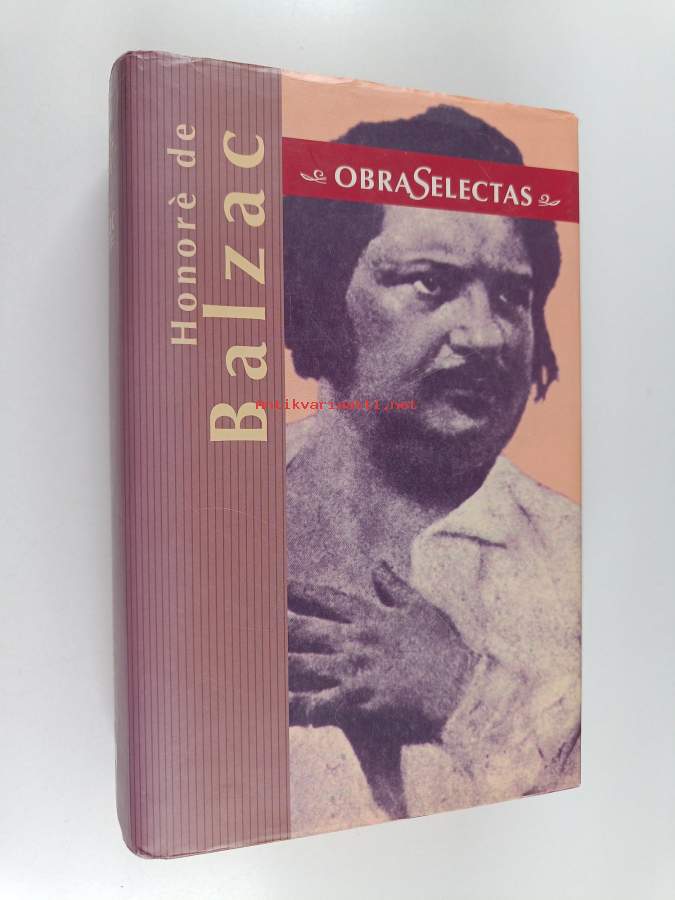 Honorè de
Balzac
OBRASELECTAS
Antikvariaatti.net